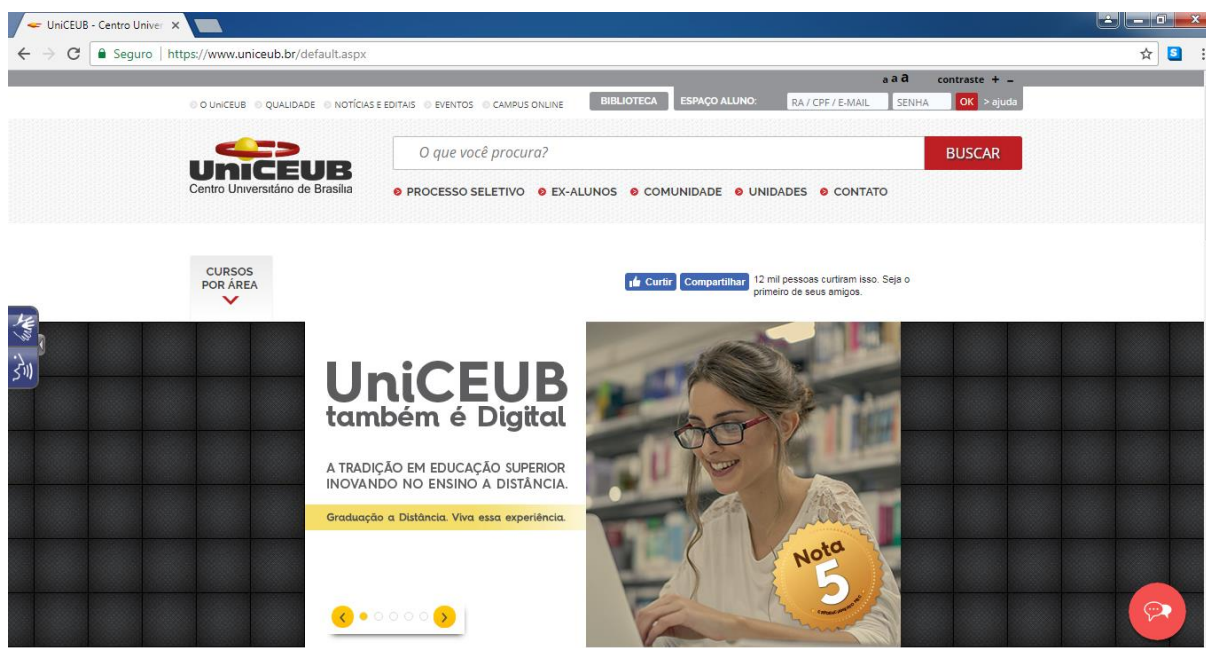 UniCEUB - Centro Univer
Seguro | https://www.uniceub.br/default.aspx
a a a contraste + -
O UniCEUB QUALIDADE NOTÍCIAS E EDITAIS EVENTOS CAMPUS ONLINE BIBLIOTECA ESPAÇO ALUNO: RA / CPF / E-MAIL SENHA OK > ajuda
O que você procura? BUSCAR
UniCEUB
Centro Universitário de Brasília
PROCESSO SELETIVO EX-ALUNOS COMUNIDADE UNIDADES CONTATO
CURSOS
POR ÁREA
Curtir Compartilhar 12 mil pessoas curtiram isso. Seja o
primeiro de seus amigos.
UniCEUB
também é Digital
A TRADIÇÃO EM EDUCAÇÃO SUPERIOR
INOVANDO NO ENSINO A DISTÂNCIA.
Graduação a Distância. Viva essa experiência.
Nota
5